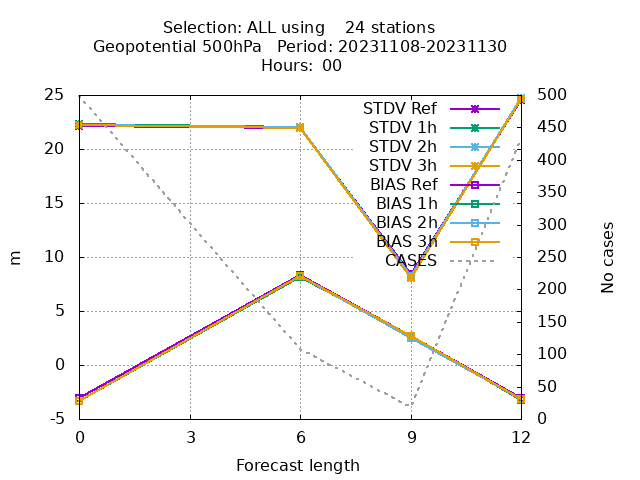 Selection: ALL using    24 stations
Geopotential 500hPa   Period: 20231108-20231130
Hours: 00
25
20
15
10
5
0
-5
m
500
450
400
350
300
250
200
150
100
50
0
No cases
STDV Ref
STDV 1h
STDV 2h
STDV 3h
BIAS Ref
BIAS 1h
BIAS 2h
BIAS 3h
CASES
0 3 6 9 12
Forecast length